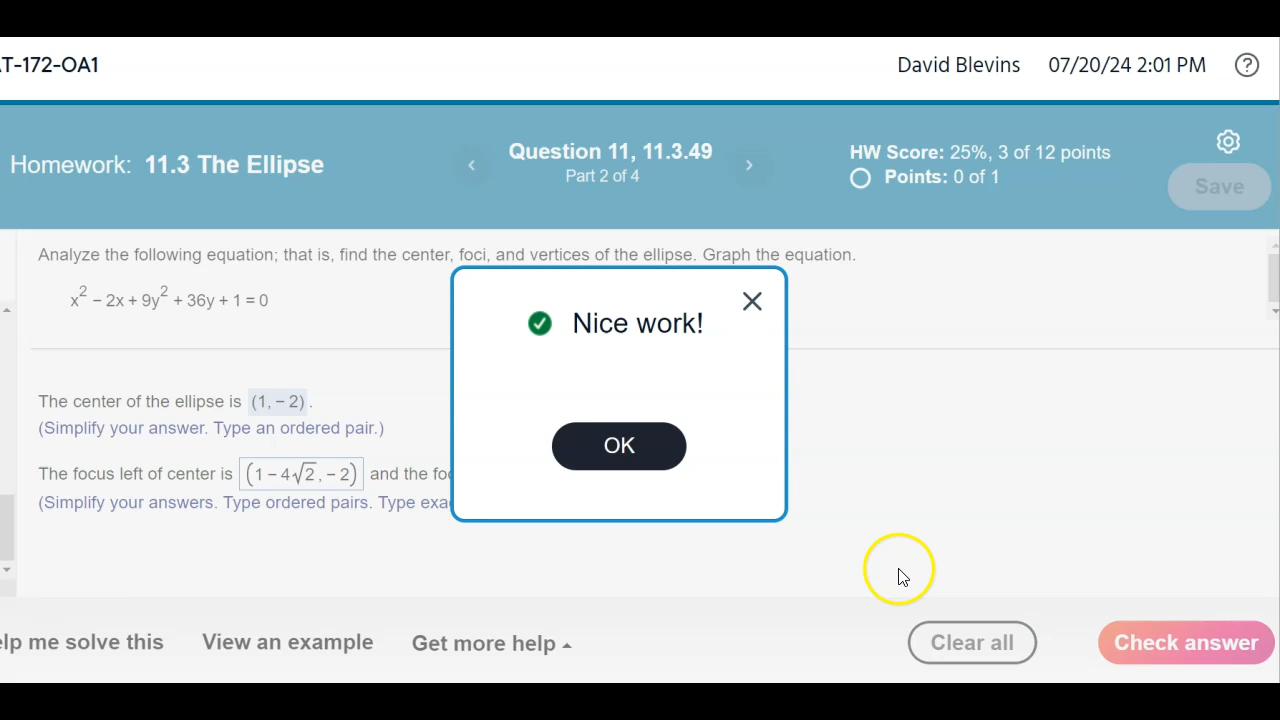 T-172-OA1
David Blevins 07/20/24 2:01 PM ?
Homework: 11.3 The Ellipse
Question 11, 11.3.49
Part 2 of 4
HW Score: 25%, 3 of 12 points
Points: 0 of 1
Save
Analyze the following equation; that is, find the center, foci, and vertices of the ellipse. Graph the equation.
x² − 2x + 9y² + 36y + 1 = 0
Nice work!
OK
The center of the ellipse is (1, − 2).
(Simplify your answer. Type an ordered pair.)
The focus left of center is (1 − 4√2, − 2) and the fo
(Simplify your answers. Type ordered pairs. Type exa
elp me solve this View an example Get more help
Clear all Check answer